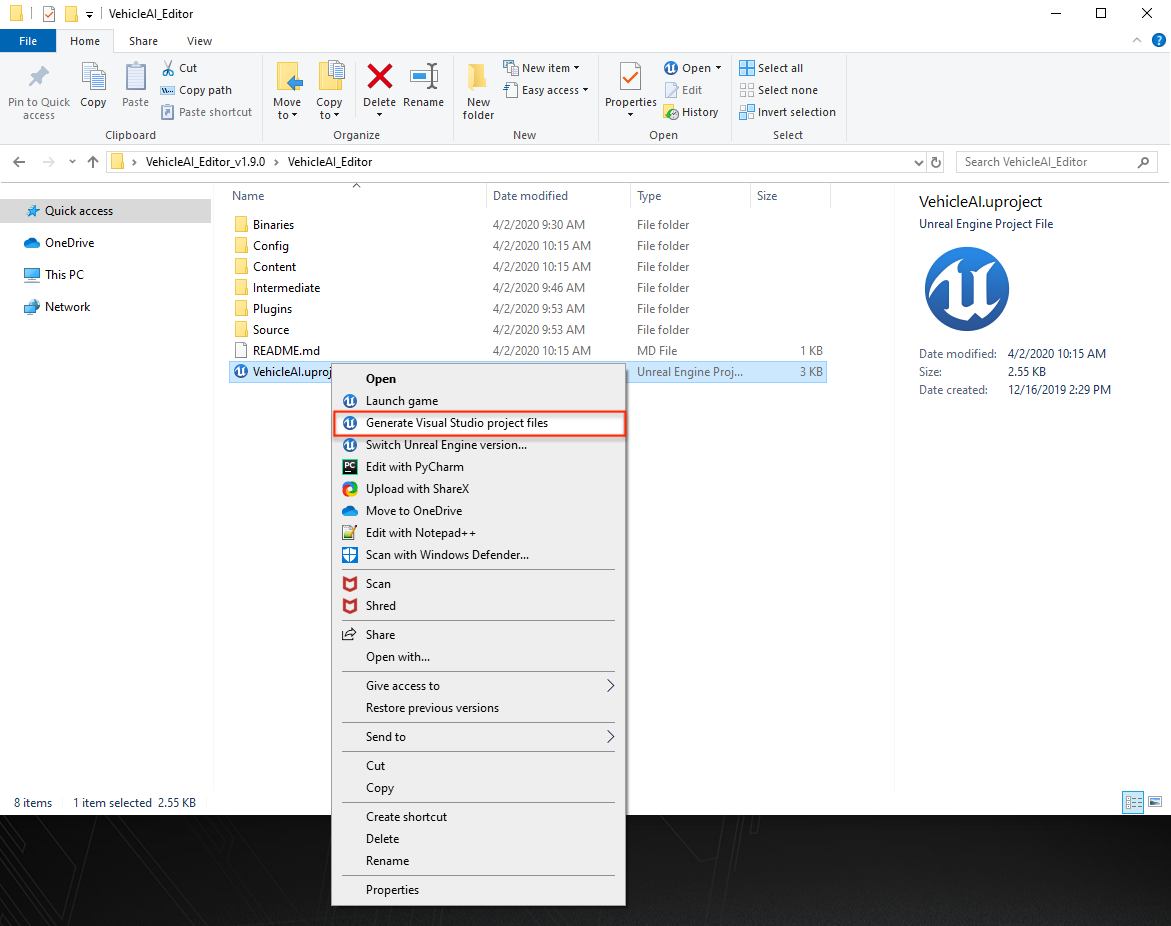 VehicleAI_Editor
File Home Share View
Pin to Quick access
Copy
Paste
Cut
Copy path
Paste shortcut
Clipboard
Move to
Copy to
Delete
Rename
Organize
New folder
New item
Easy access
New
Properties
Open
Edit
History
Open
Select all
Select none
Invert selection
Select
VehicleAI_Editor_v1.9.0 VehicleAI_Editor
Search VehicleAI_Editor
Quick access
OneDrive
This PC
Network
Name Date modified Type Size
Binaries 4/2/2020 9:30 AM File folder
Config 4/2/2020 10:15 AM File folder
Content 4/2/2020 10:15 AM File folder
Intermediate 4/2/2020 9:46 AM File folder
Plugins 4/2/2020 9:53 AM File folder
Source 4/2/2020 9:53 AM File folder
README.md 4/2/2020 10:15 AM MD File 1 KB
VehicleAI.uproj Unreal Engine Proj... 3 KB
Open
Launch game
Generate Visual Studio project files
Switch Unreal Engine version...
PC Edit with PyCharm
Upload with ShareX
Move to OneDrive
Edit with Notepad++
Scan with Windows Defender...
Scan
Shred
Share
Open with...
Give access to
Restore previous versions
Send to
Cut
Copy
Create shortcut
Delete
Rename
Properties
VehicleAI.uproject
Unreal Engine Project File
Date modified: 4/2/2020 10:15 AM
Size: 2.55 KB
Date created: 12/16/2019 2:29 PM
8 items 1 item selected 2.55 KB